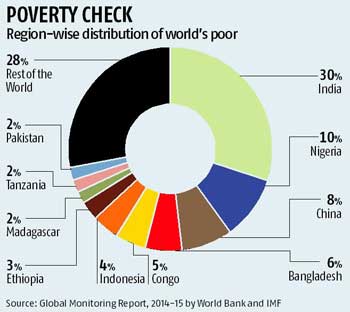 POVERTY CHECK
Region-wise distribution of world's poor
28%
Rest of the
World
30%
India
2%
Pakistan
10%
Nigeria
2%
Tanzania
8%
China
2%
Madagascar
3%
Ethiopia
4%
Indonesia
5%
Congo
6%
Bangladesh
Source: Global Monitoring Report, 2014-15 by World Bank and IMF